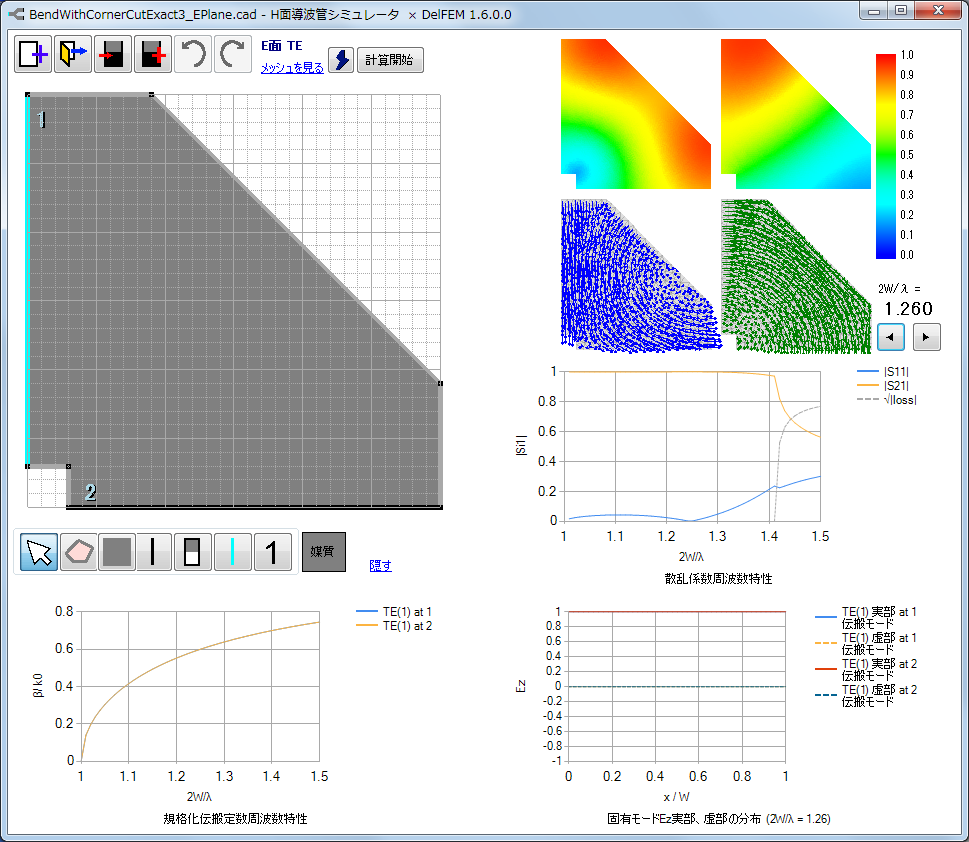 BendWithCornerCutExact3_EPlane.cad - H面導波管シミュレータ × DelFEM 1.6.0.0
E面 TE
メッシュを見る
計算開始
1
2
1.0
0.9
0.8
0.7
0.6
0.5
0.4
0.3
0.2
0.1
0.0
2W/λ =
1.260
|S11|
|S21|
√|loss|
1
0.8
0.6
0.4
0.2
0
|Si1|
1 1.1 1.2 1.3 1.4 1.5
2W/λ
散乱係数周波数特性
1
媒質
隠す
0.8
0.6
0.4
0.2
0
β/ k0
1 1.1 1.2 1.3 1.4 1.5
2W/λ
規格化伝搬定数周波数特性
TE(1) at 1
TE(1) at 2
1
0.8
0.6
0.4
0.2
0
-0.2
-0.4
-0.6
-0.8
-1
Ez
0 0.2 0.4 0.6 0.8 1
x / W
固有モードEz実部、虚部の分布 (2W/λ = 1.26)
TE(1) 実部 at 1
伝搬モード
TE(1) 虚部 at 1
伝搬モード
TE(1) 実部 at 2
伝搬モード
TE(1) 虚部 at 2
伝搬モード